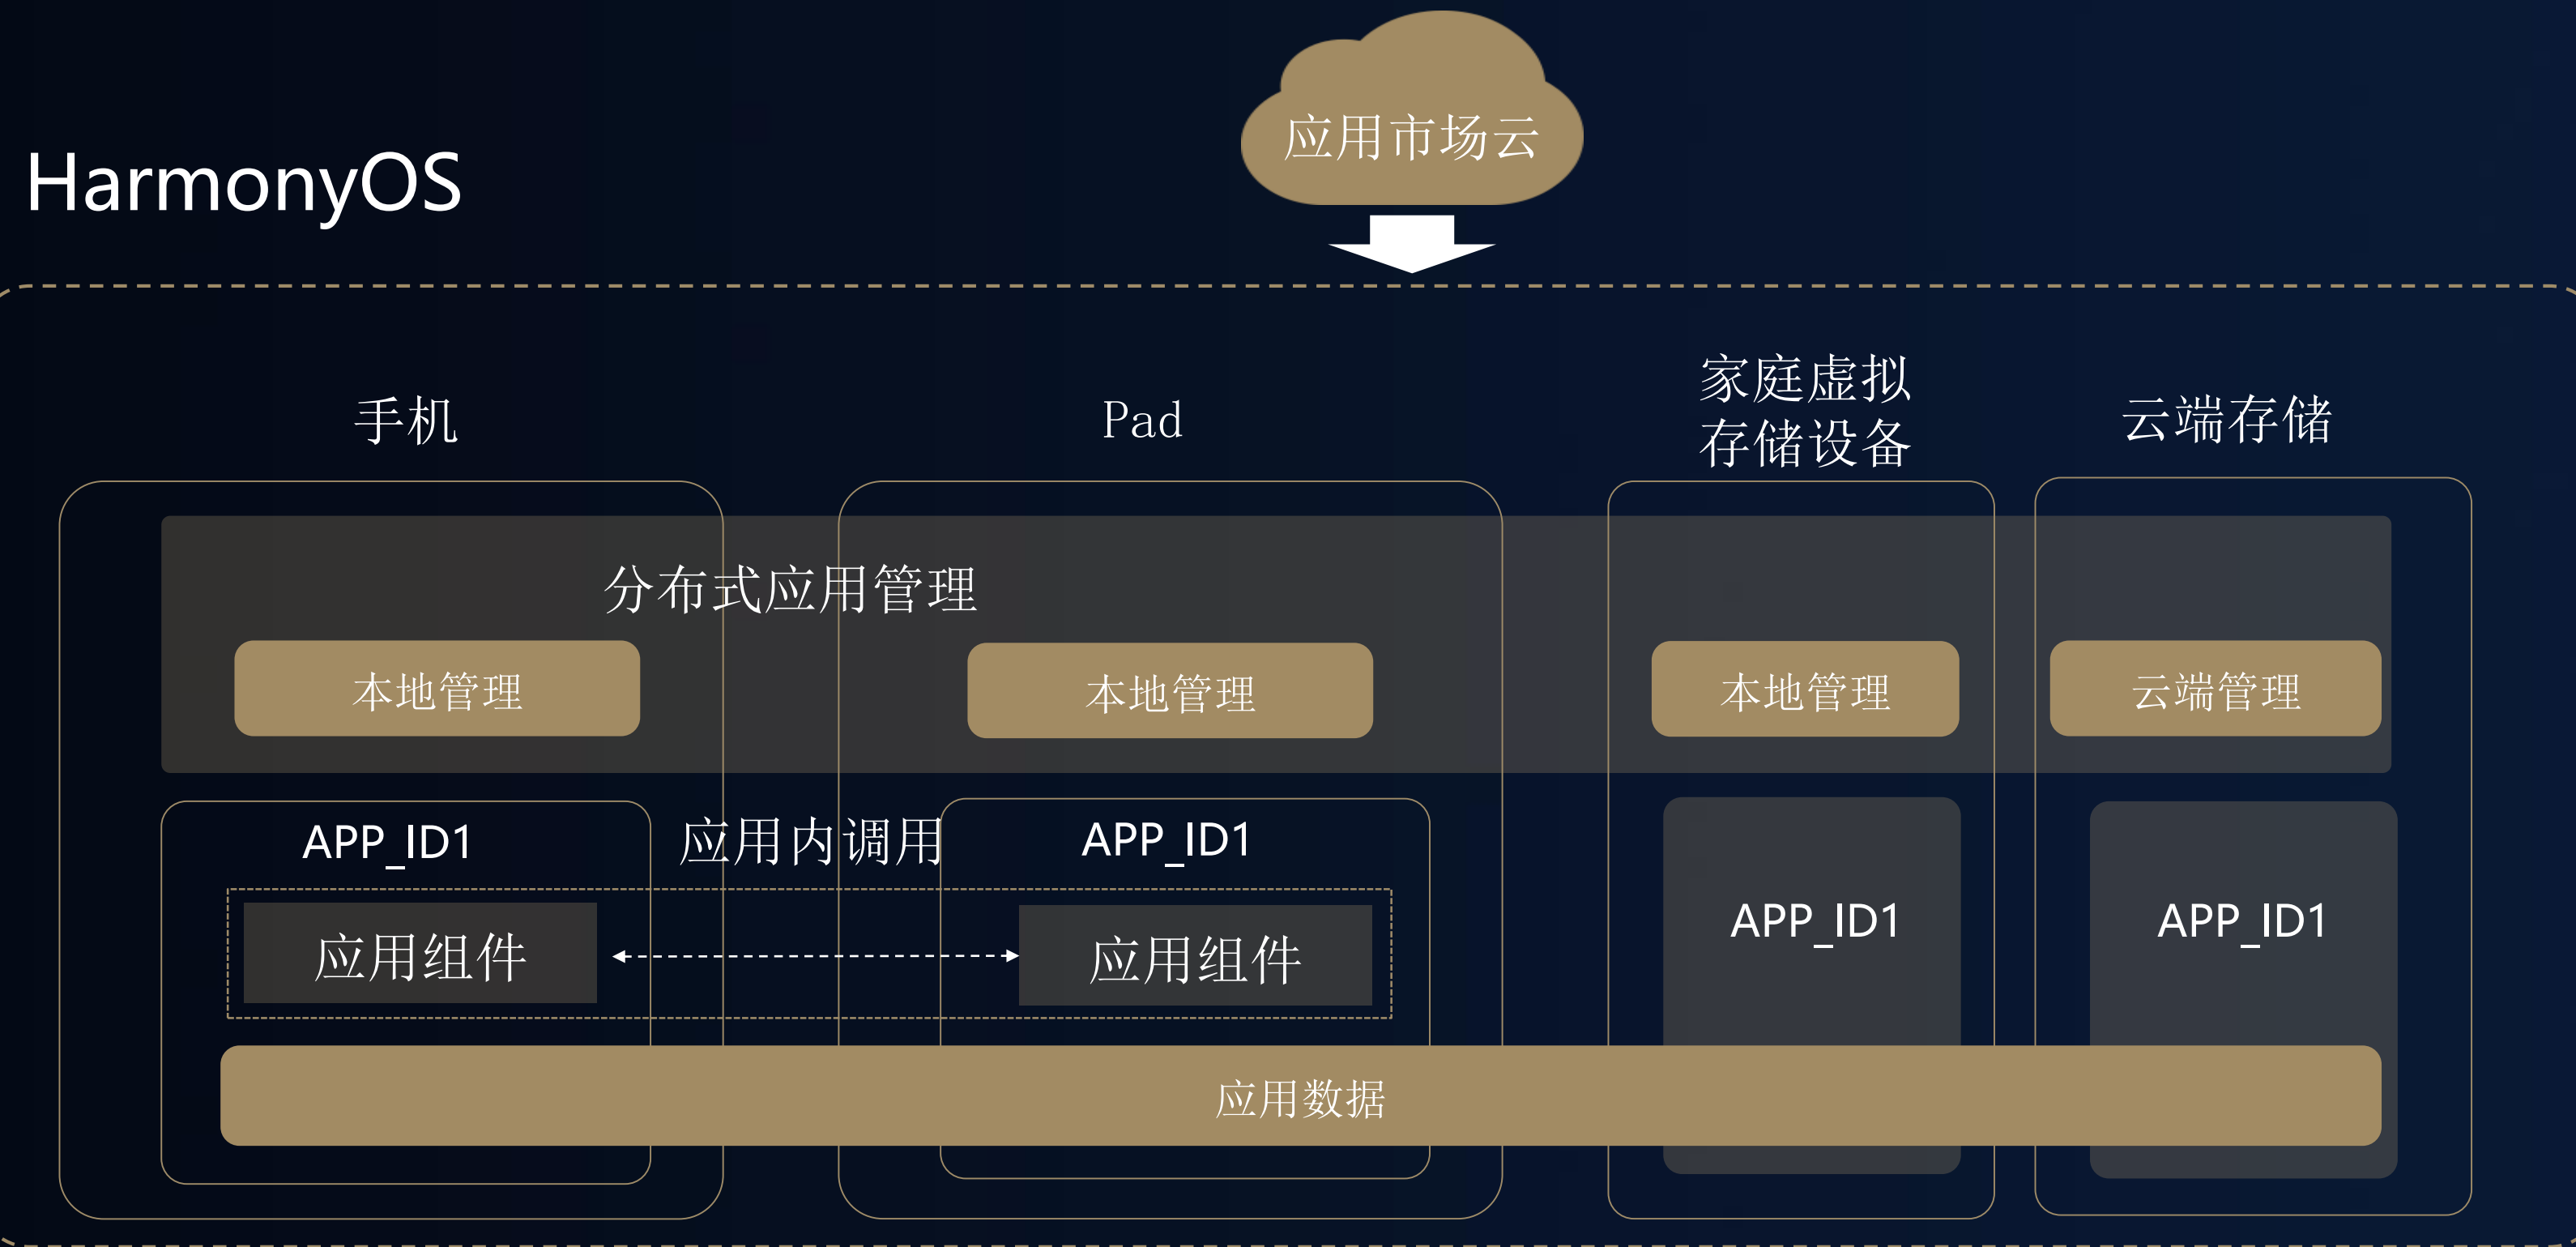 应用市场云
HarmonyOS
手机
Pad
家庭虚拟
存储设备
云端存储
分布式应用管理
本地管理
本地管理
本地管理
云端管理
APP_ID1
应用内调用
APP_ID1
APP_ID1
APP_ID1
应用组件
应用组件
应用数据